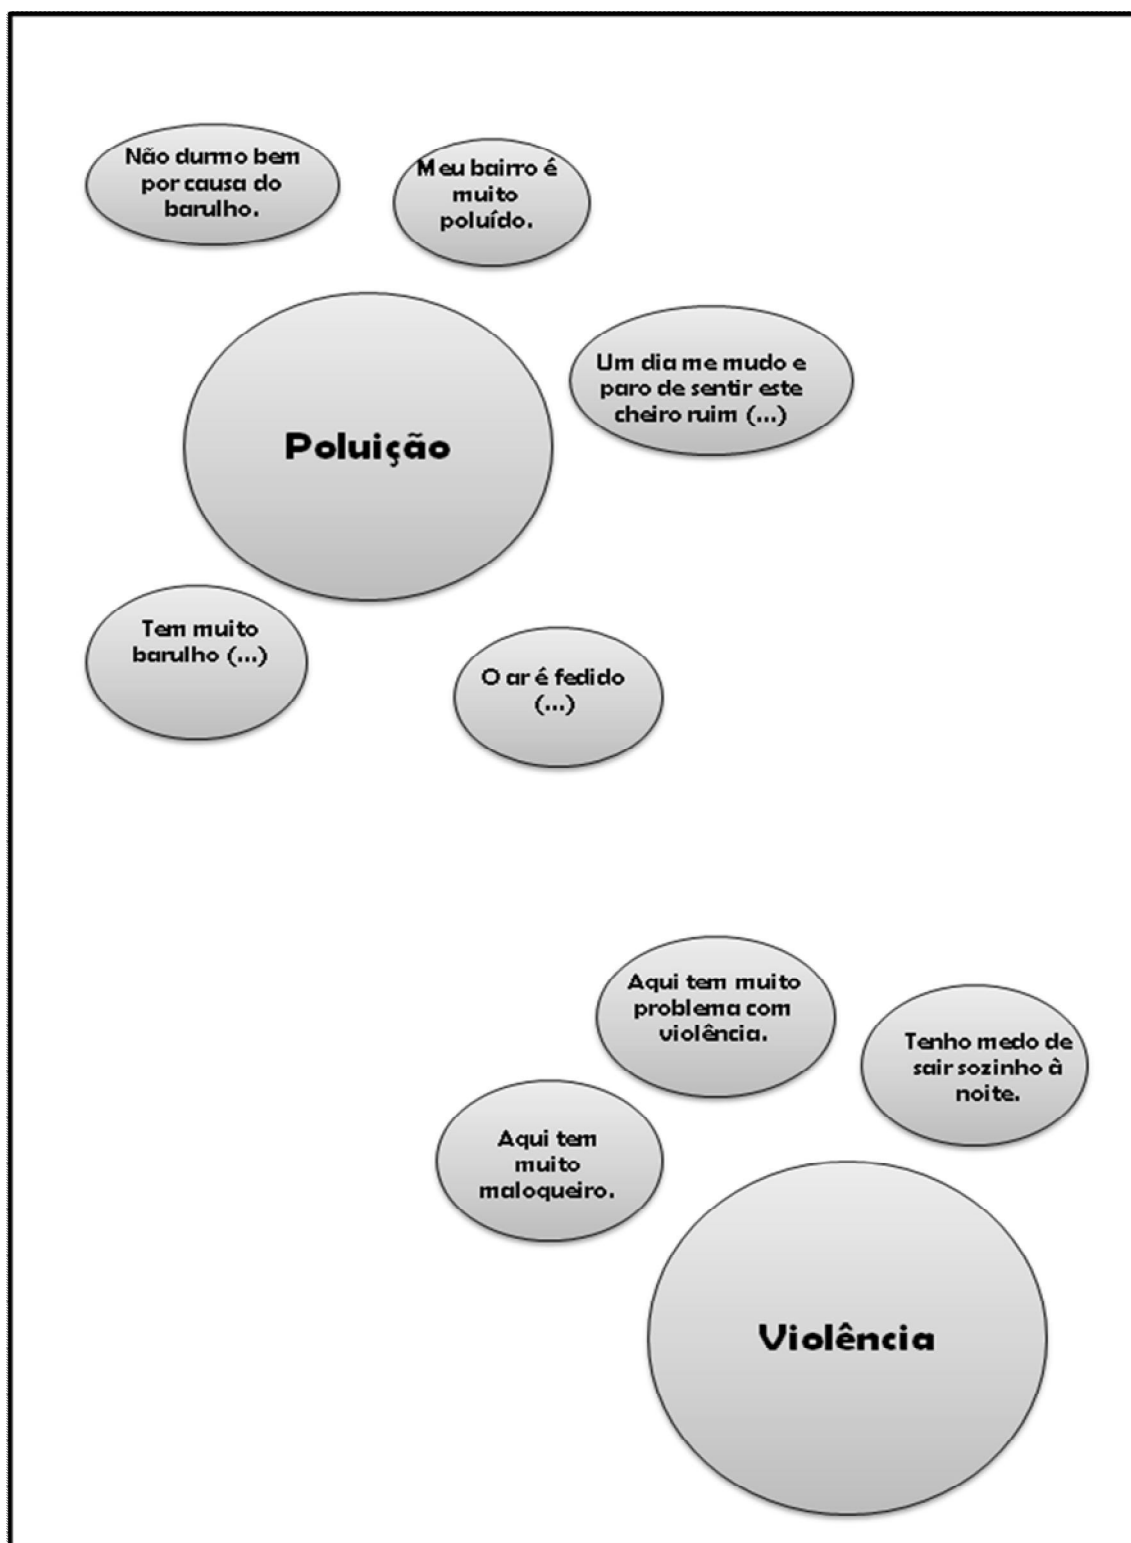 Não durmo bem
por causa do
barulho.
Meu bairro é
muito
poluído.
Um dia me mudo e
paro de sentir este
cheiro ruim (...)
Poluição
Tem muito
barulho (...)
O ar é fedido
(...)
Aqui tem muito
problema com
violência.
Tenho medo de
sair sozinho à
noite.
Aqui tem
muito
maloqueiro.
Violência